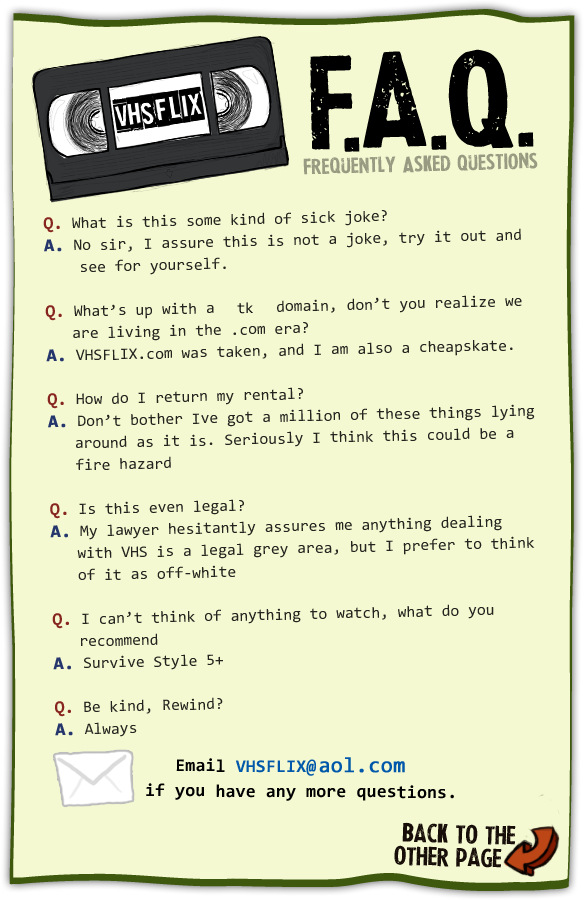 VHSFLIX
F.A.Q.
FREQUENTLY ASKED QUESTIONS
Q. What is this some kind of sick joke?
A. No sir, I assure this is not a joke, try it out and
see for yourself.
Q. What's up with a tk domain, don't you realize we
are living in the .com era?
A. VHSFLIX.com was taken, and I am also a cheapskate.
Q. How do I return my rental?
A. Don't bother Ive got a million of these things lying
around as it is. Seriously I think this could be a
fire hazard
Q. Is this even legal?
A. My lawyer hesitantly assures me anything dealing
with VHS is a legal grey area, but I prefer to think
of it as off-white
Q. I can't think of anything to watch, what do you
recommend
A. Survive Style 5+
Q. Be kind, Rewind?
A. Always
Email VHSFLIX@aol.com
if you have any more questions.
BACK TO THE
OTHER PAGE